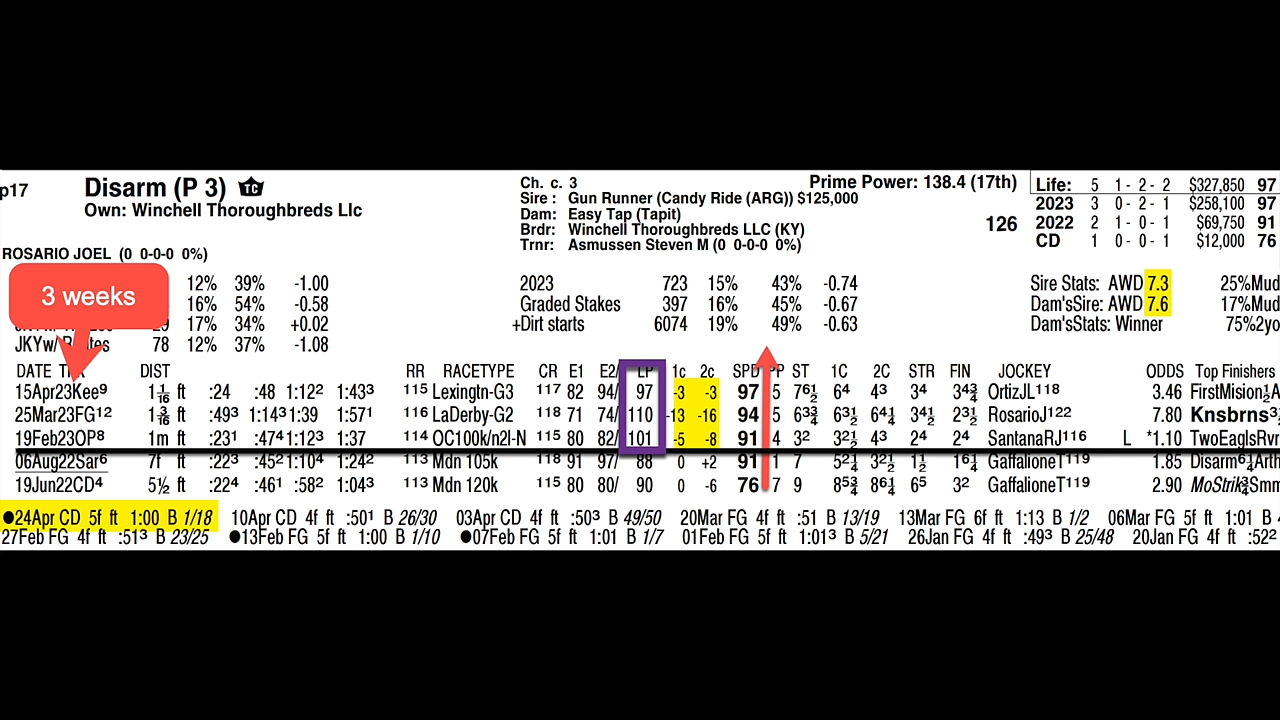 p17 Disarm (P 3) TC Ch. c. 3 Prime Power: 138.4 (17th) Life: 5 1 - 2 - 2 $327,850 97
Own: Winchell Thoroughbreds Llc Sire : Gun Runner (Candy Ride (ARG)) $125,000 2023 3 0 - 2 - 1 $258,100 97
Dam: Easy Tap (Tapit) 2022 2 1 - 0 - 1 $69,750 91
Brdr: Winchell Thoroughbreds LLC (KY) 126 CD 1 0 - 0 - 1 $12,000 76
ROSARIO JOEL (0 0-0-0 0%) Trnr: Asmussen Steven M (0 0-0-0 0%)
3 weeks
12% 39% -1.00 2023 723 15% 43% -0.74 Sire Stats: AWD 7.3 25%Mud
16% 54% -0.58 Graded Stakes 397 16% 45% -0.67 Dam'sSire: AWD 7.6 17%Mud
17% 34% +0.02 +Dirt starts 6074 19% 49% -0.63 Dam'sStats: Winner 75%2yo
JKYw/ 78 12% 37% -1.08
DATE DIST RR RACETYPE CR E1 E2/ LP 1c 2c SPD PP ST 1C 2C STR FIN JOCKEY ODDS Top Finishers
15Apr23Kee⁹ 1 1/16 ft :24 :48 1:12² 1:43³ 115 Lexingtn-G3 117 82 94/ 97 -3 -3 97 5 7⁶½ 6⁴ 4³ 3⁴ 3⁴¾ OrtizJL¹¹⁸ 3.46 FirstMision½
25Mar23FG¹² 1 3/16 ft :49³ 1:14³ 1:39 1:57¹ 116 LaDerby-G2 118 71 74/ 110 -13 -16 94 5 6³¾ 6³½ 6⁴¼ 3⁴½ 2³½ RosarioJ¹²² 7.80 Knsbrns³
19Feb23OP⁸ 1m ft :23¹ :47⁴ 1:12³ 1:37 114 OC100k/n2l-N 115 80 82/ 101 -5 -8 91 4 3² 3²½ 4³ 2⁴ 2⁴ SantanaRJ¹¹⁶ L *1.10 TwoEaglsRvr
06Aug22Sar⁶ 7f ft :22³ :45² 1:10⁴ 1:24² 113 Mdn 105k 118 91 97/ 88 0 +2 91 7 5²¼ 3²½ 1½ 1⁶¼ GaffalioneT¹¹⁹ 1.85 Disarm⁶¼Arth
19Jun22CD⁴ 5½ ft :22⁴ :46¹ :58² 1:04³ 113 Mdn 120k 115 80 80/ 90 0 -6 76 9 8⁵¾ 8⁶¼ 6⁵ 3² GaffalioneT¹¹⁹ 2.90 MoStrik¾Smm
●24Apr CD 5f ft 1:00 B 1/18 10Apr CD 4f ft :50¹ B 26/30 03Apr CD 4f ft :50³ B 49/50 20Mar FG 4f ft :51 B 13/19 13Mar FG 6f ft 1:13 B 1/2 06Mar FG 5f ft 1:01 B
27Feb FG 4f ft :51³ B 23/25 ●13Feb FG 5f ft 1:00 B 1/10 ●07Feb FG 5f ft 1:01 B 1/7 01Feb FG 5f ft 1:01³ B 5/21 26Jan FG 4f ft :49³ B 25/48 20Jan FG 4f ft :52²